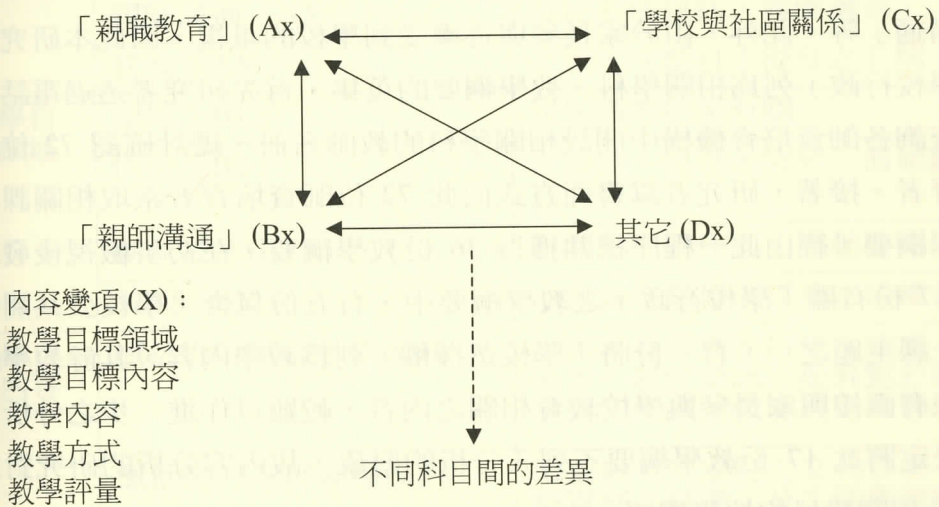 「親職教育」(Ax) 「學校與社區關係」(Cx)
「親師溝通」(Bx) 其它(Dx)
內容變項(X)：
教學目標領域
教學目標內容
教學內容
教學方式
教學評量
不同科目間的差異